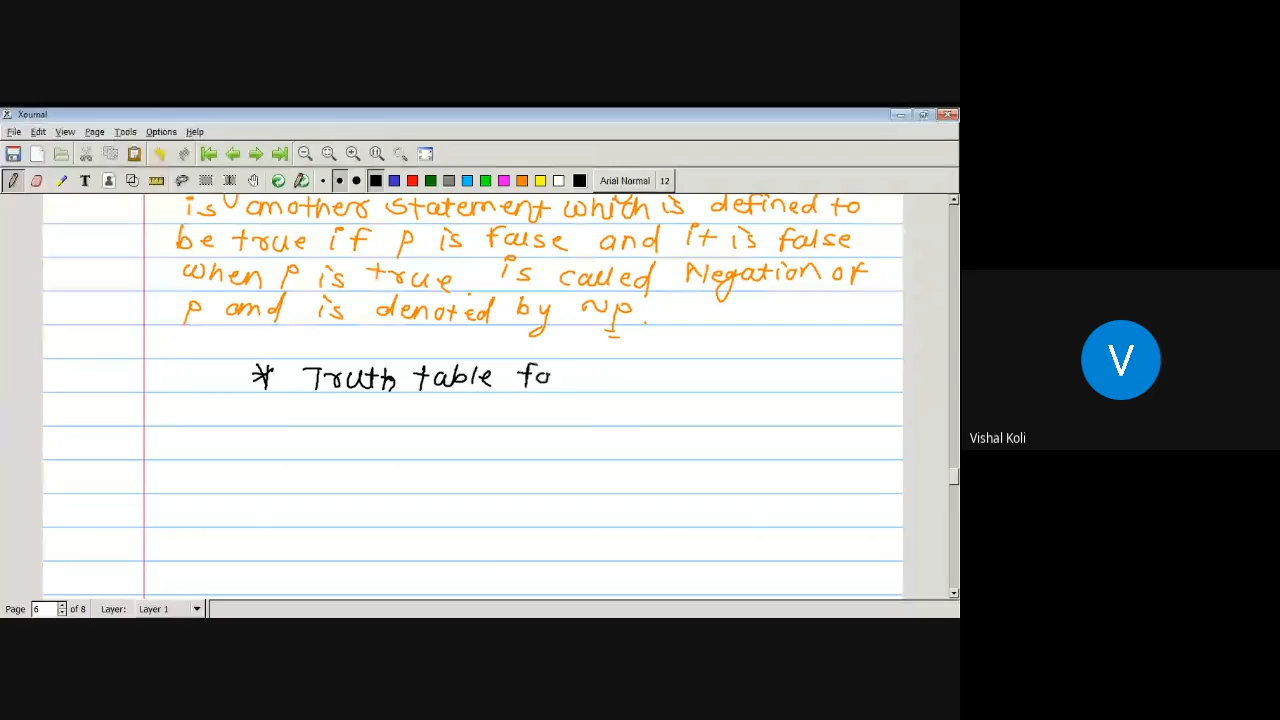 Xournal
File Edit View Page Tools Options Help
Arial Normal 12
is another statement which is defined to
be true if p is false and it is false
when p is true. is called Negation of
p and is denoted by ~p.
* Truth table fo
V
Vishal Koli
Page 6 of 8 Layer: Layer 1